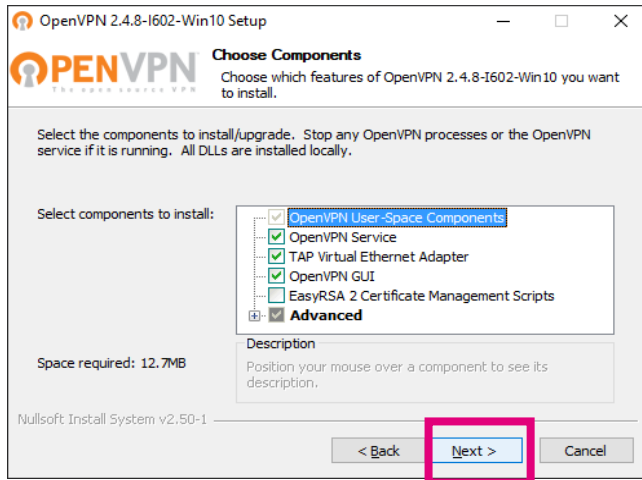 OpenVPN 2.4.8-I602-Win10 Setup
OPENVPN
The open source VPN
Choose Components
Choose which features of OpenVPN 2.4.8-I602-Win10 you want
to install.
Select the components to install/upgrade. Stop any OpenVPN processes or the OpenVPN
service if it is running. All DLLs are installed locally.
Select components to install:
OpenVPN User-Space Components
OpenVPN Service
TAP Virtual Ethernet Adapter
OpenVPN GUI
EasyRSA 2 Certificate Management Scripts
Advanced
Space required: 12.7MB
Description
Position your mouse over a component to see its
description.
Nullsoft Install System v2.50-1
< Back
Next >
Cancel